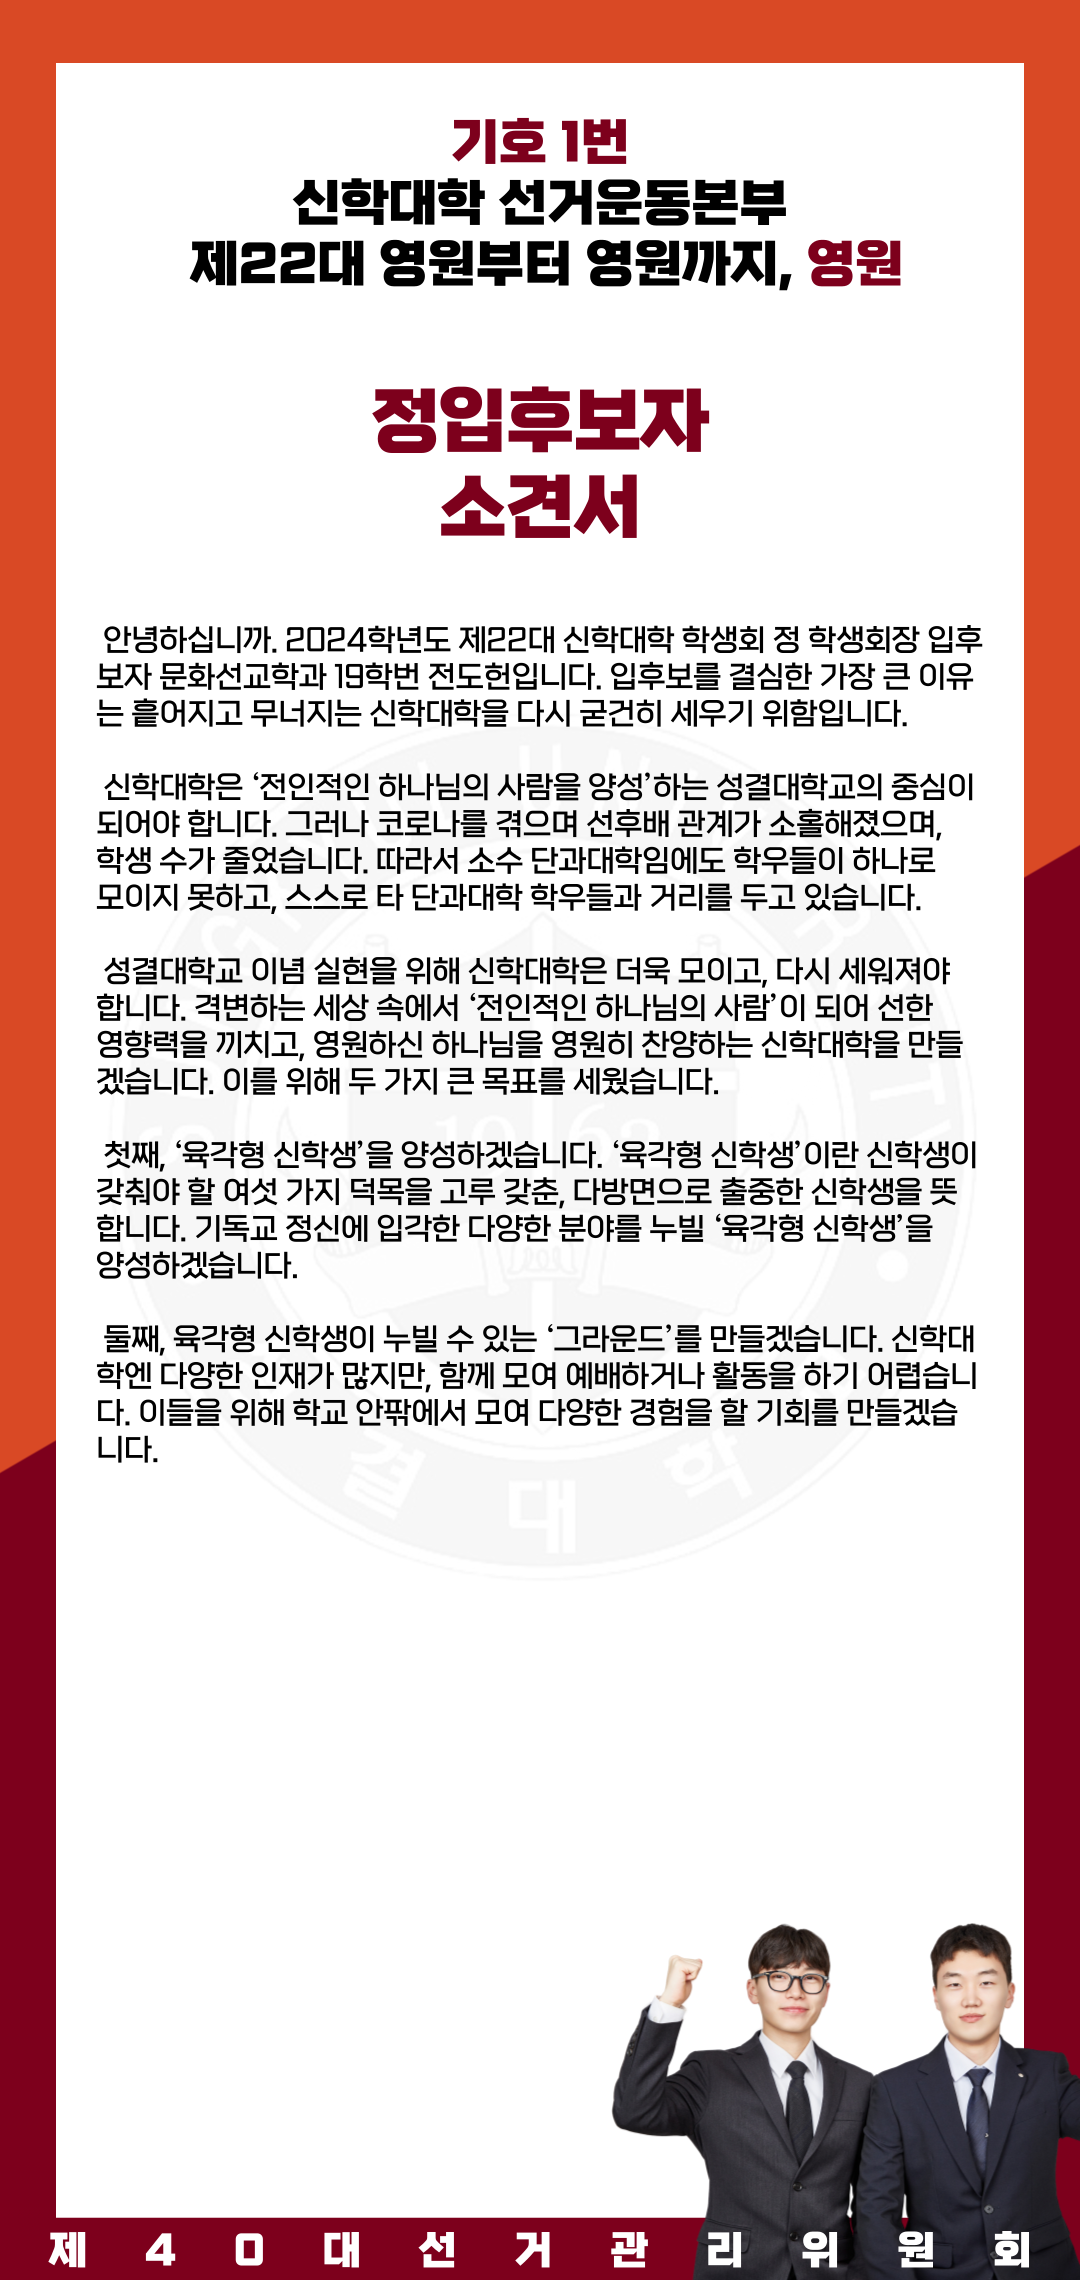 기호 1번
신학대학 선거운동본부
제22대 영원부터 영원까지, 영원
정입후보자
소견서
안녕하십니까. 2024학년도 제22대 신학대학 학생회 정 학생회장 입후
보자 문화선교학과 19학번 전도헌입니다. 입후보를 결심한 가장 큰 이유
는 흩어지고 무너지는 신학대학을 다시 굳건히 세우기 위함입니다.
신학대학은 ‘전인적인 하나님의 사람을 양성’하는 성결대학교의 중심이
되어야 합니다. 그러나 코로나를 겪으며 선후배 관계가 소홀해졌으며,
학생 수가 줄었습니다. 따라서 소수 단과대학임에도 학우들이 하나로
모이지 못하고, 스스로 타 단과대학 학우들과 거리를 두고 있습니다.
성결대학교 이념 실현을 위해 신학대학은 더욱 모이고, 다시 세워져야
합니다. 격변하는 세상 속에서 ‘전인적인 하나님의 사람’이 되어 선한
영향력을 끼치고, 영원하신 하나님을 영원히 찬양하는 신학대학을 만들
겠습니다. 이를 위해 두 가지 큰 목표를 세웠습니다.
첫째, ‘육각형 신학생’을 양성하겠습니다. ‘육각형 신학생’이란 신학생이
갖춰야 할 여섯 가지 덕목을 고루 갖춘, 다방면으로 출중한 신학생을 뜻
합니다. 기독교 정신에 입각한 다양한 분야를 누빌 ‘육각형 신학생’을
양성하겠습니다.
둘째, 육각형 신학생이 누빌 수 있는 ‘그라운드’를 만들겠습니다. 신학대
학엔 다양한 인재가 많지만, 함께 모여 예배하거나 활동을 하기 어렵습니
다. 이들을 위해 학교 안팎에서 모여 다양한 경험을 할 기회를 만들겠습
니다.
결 대 학
제40대선거관리위원회